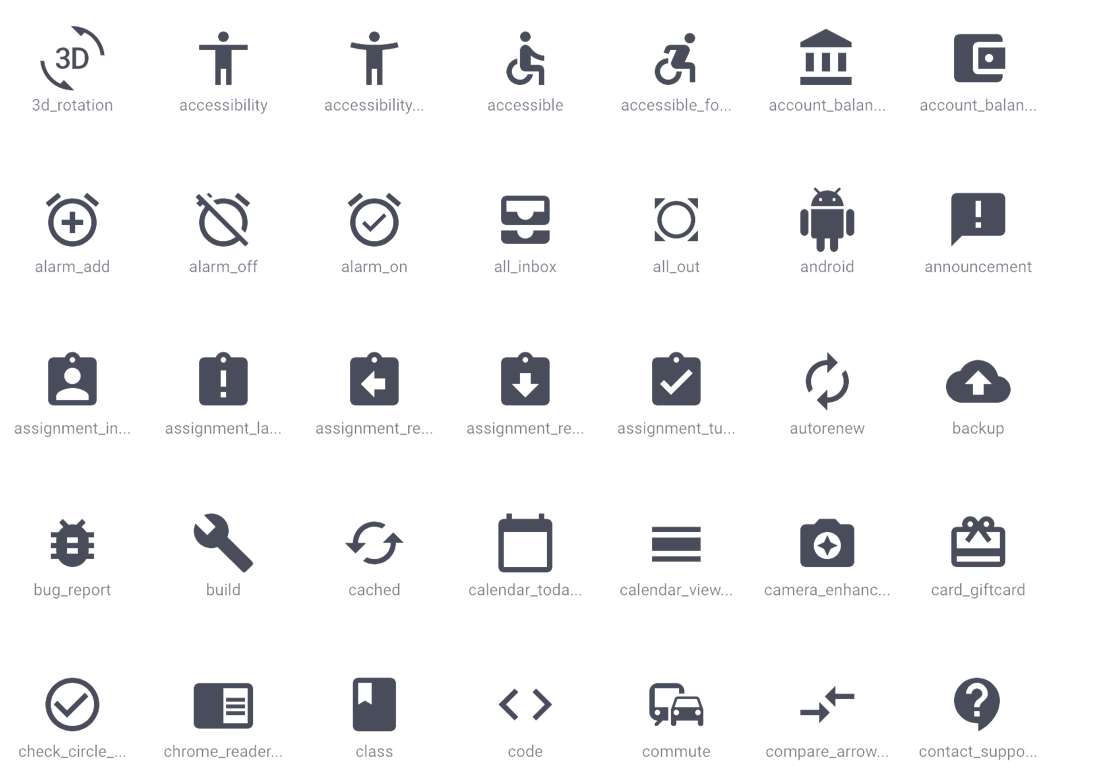 3D
3d_rotation accessibility accessibility... accessible accessible_fo... account_balan... account_balan...
alarm_add alarm_off alarm_on all_inbox all_out android announcement
assignment_in... assignment_la... assignment_re... assignment_re... assignment_tu... autorenew backup
bug_report build cached calendar_toda... calendar_view... camera_enhanc... card_giftcard
check_circle_... chrome_reader... class code commute compare_arrow... contact_suppo...